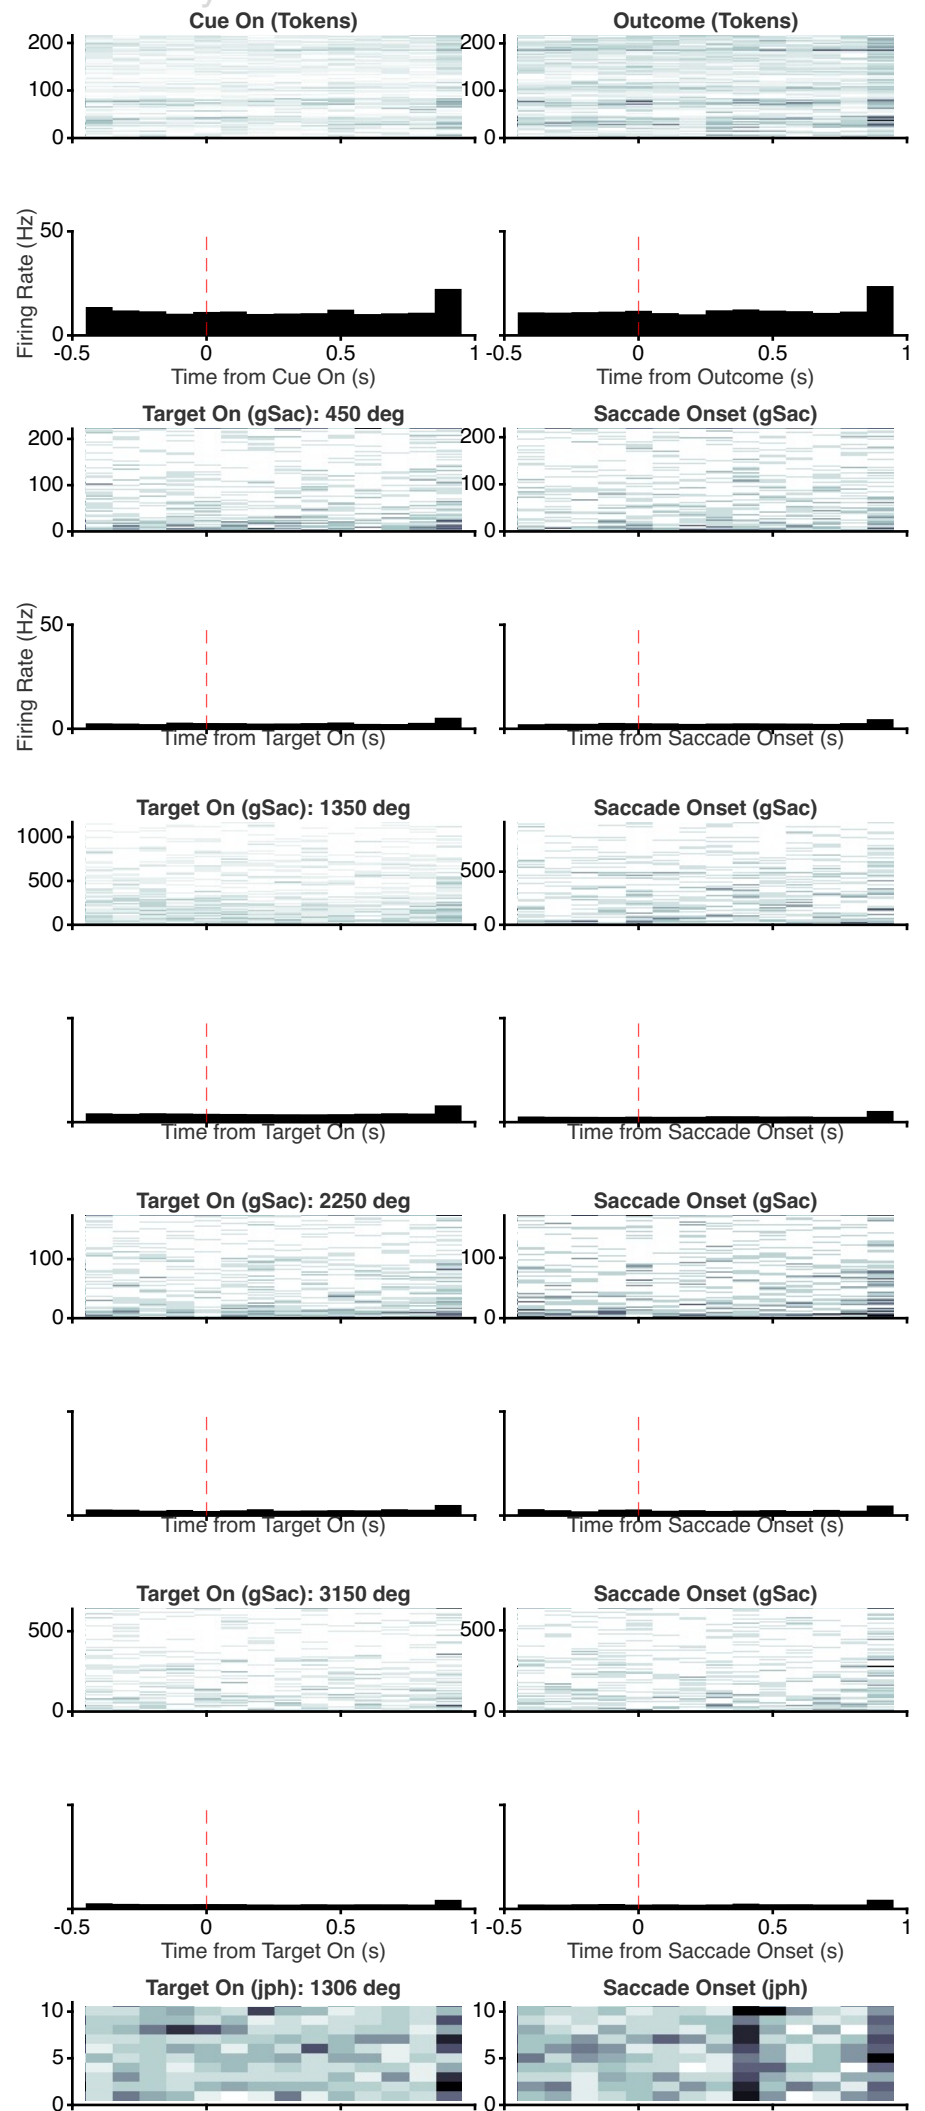 Cue On (Tokens) Outcome (Tokens)
200 200
100 100
0 0
Firing Rate (Hz)
50
0
-0.5 0 0.5 1 -0.5 0 0.5 1
Time from Cue On (s) Time from Outcome (s)
Target On (gSac): 450 deg Saccade Onset (gSac)
200 200
100 100
0 0
Firing Rate (Hz)
50
0
Time from Target On (s) Time from Saccade Onset (s)
Target On (gSac): 1350 deg Saccade Onset (gSac)
1000
500 500
0 0
Time from Target On (s) Time from Saccade Onset (s)
Target On (gSac): 2250 deg Saccade Onset (gSac)
100 100
0 0
Time from Target On (s) Time from Saccade Onset (s)
Target On (gSac): 3150 deg Saccade Onset (gSac)
500 500
0 0
-0.5 0 0.5 1 -0.5 0 0.5 1
Time from Target On (s) Time from Saccade Onset (s)
Target On (jph): 1306 deg Saccade Onset (jph)
10 10
5 5
0 0